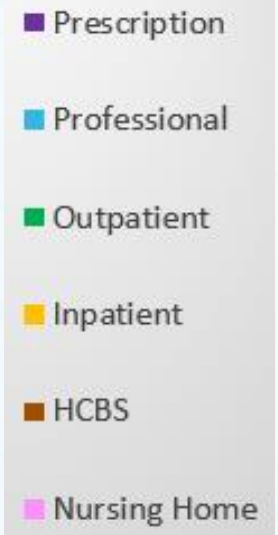 Prescription
Professional
Outpatient
Inpatient
HCBS
Nursing Home